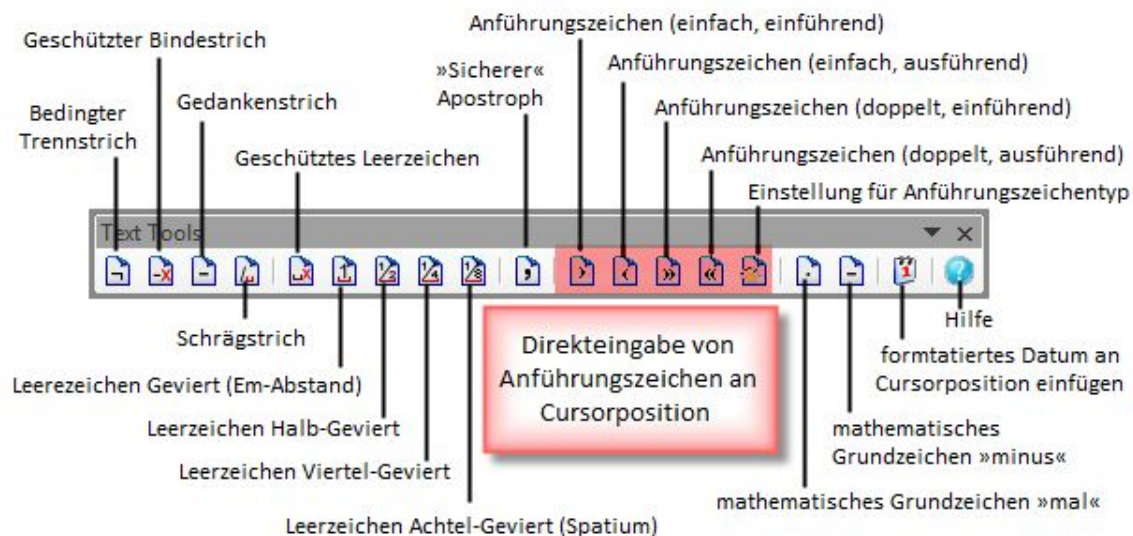 Anführungszeichen (einfach, einführend)
Geschützter Bindestrich
Anführungszeichen (einfach, ausführend)
»Sicherer«
Apostroph
Gedankenstrich
Anführungszeichen (doppelt, einführend)
Bedingter
Trennstrich
Geschütztes Leerzeichen
Anführungszeichen (doppelt, ausführend)
Einstellung für Anführungszeichentyp
Text Tools
Hilfe
Schrägstrich
Direkteingabe von
Anführungszeichen an
Cursorposition
formtatiertes Datum an
Cursorposition einfügen
Leerezeichen Geviert (Em-Abstand)
Leerzeichen Halb-Geviert
mathematisches
Grundzeichen »minus«
Leerzeichen Viertel-Geviert
mathematisches Grundzeichen »mal«
Leerzeichen Achtel-Geviert (Spatium)